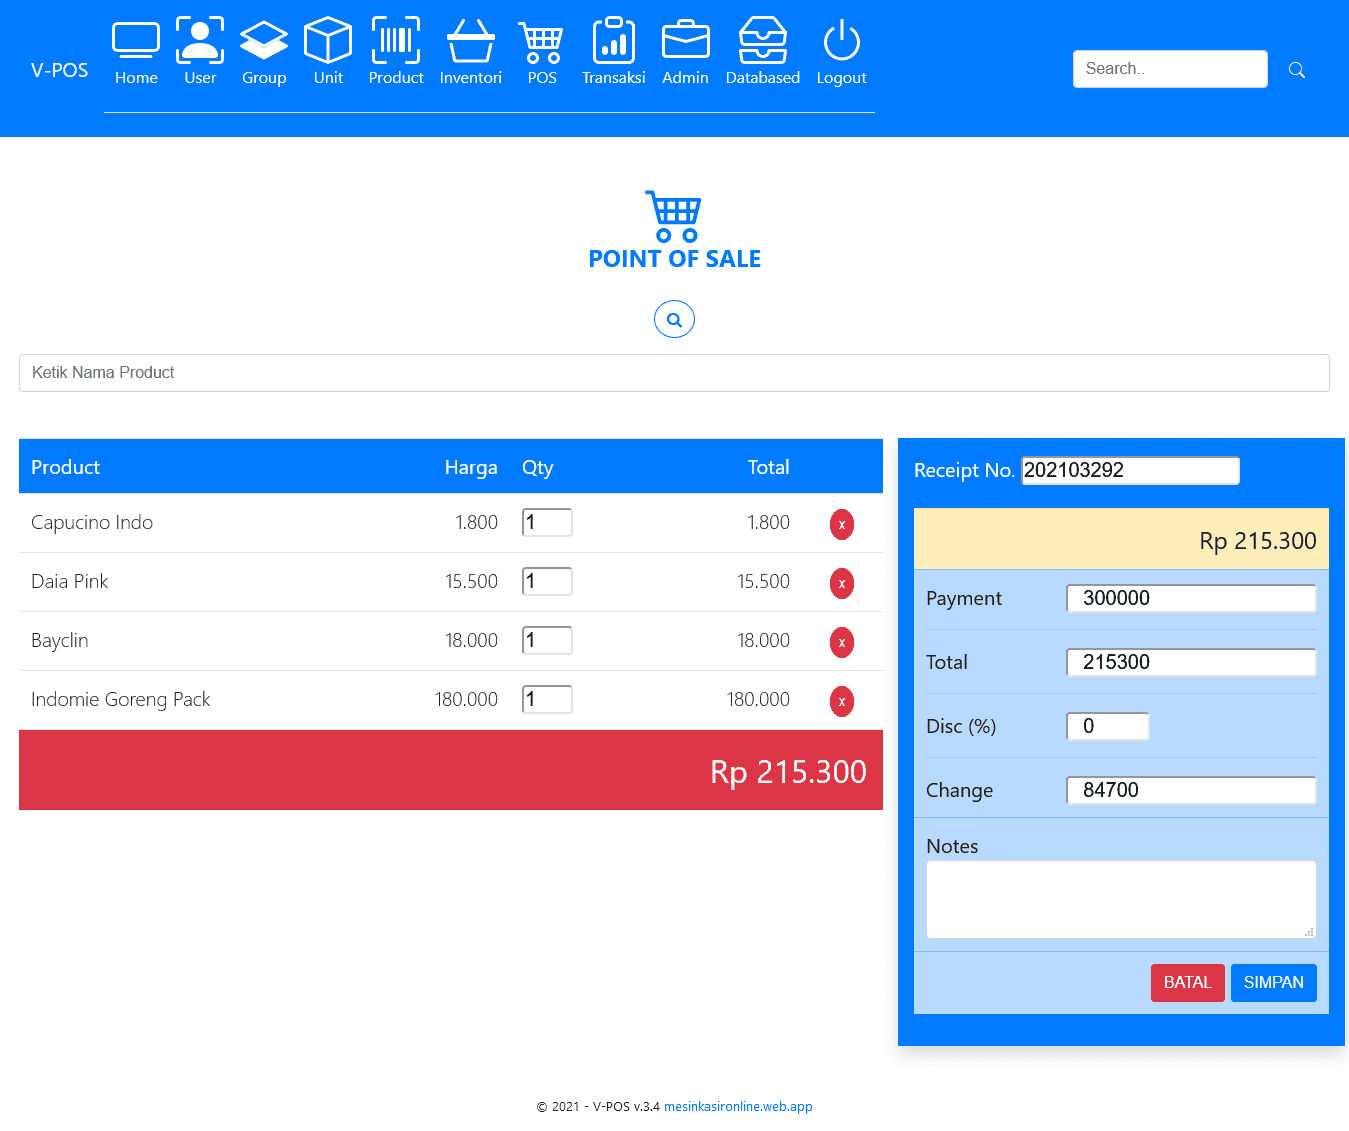 V-POS
Home User Group Unit Product Inventori POS Transaksi Admin Databased Logout
Search..
POINT OF SALE
Ketik Nama Product
Product Harga Qty Total
Capucino Indo 1.800 1 1.800 x
Daia Pink 15.500 1 15.500 x
Bayclin 18.000 1 18.000 x
Indomie Goreng Pack 180.000 1 180.000 x
Rp 215.300
Receipt No. 202103292
Rp 215.300
Payment 300000
Total 215300
Disc (%) 0
Change 84700
Notes
BATAL SIMPAN
© 2021 - V-POS v.3.4 mesinkasironline.web.app